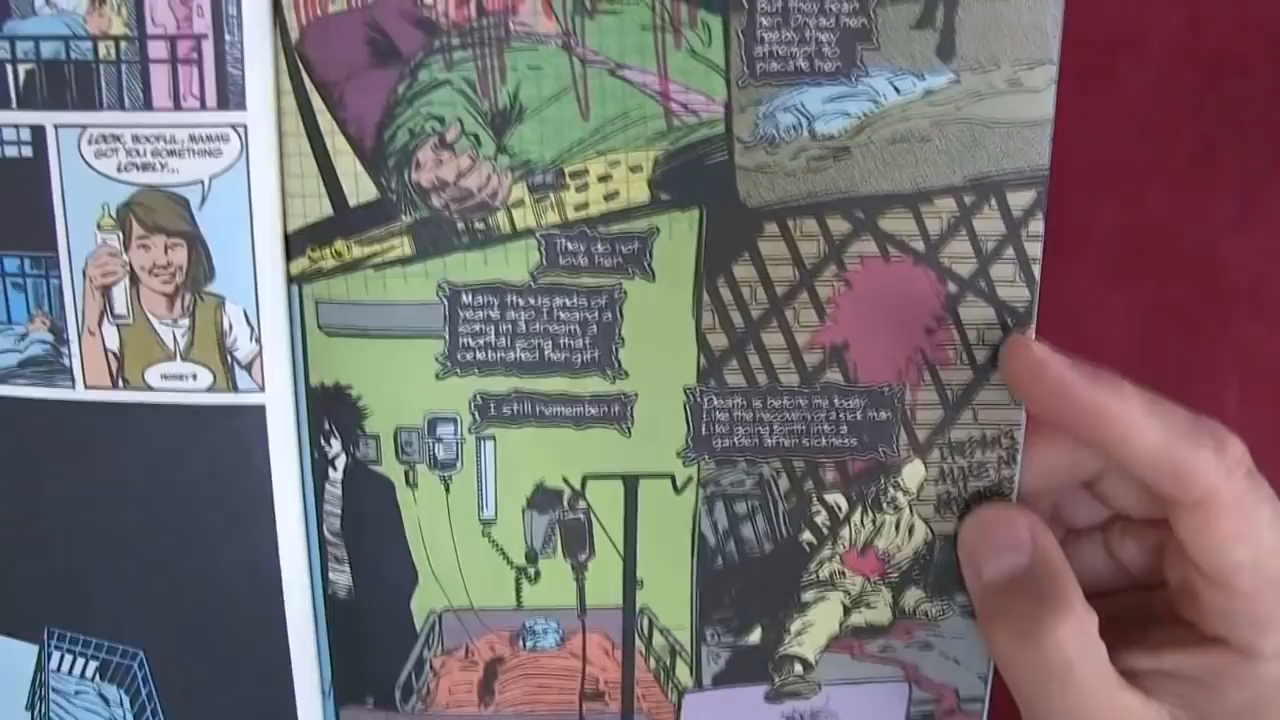 LOOK, BOOFUL, MAMA'S
GOT YOU SOMETHING
LOVELY...
HONEY?
But they fear
her. Dread her.
Feebly they
attempt to
placate her.
They do not
love her.
Many thousands of
years ago I heard a
song in a dream, a
mortal song that
celebrated her gift.
I still remember it.
Death is before me today:
Like the recovery of a sick man,
Like going forth into a
garden after sickness.